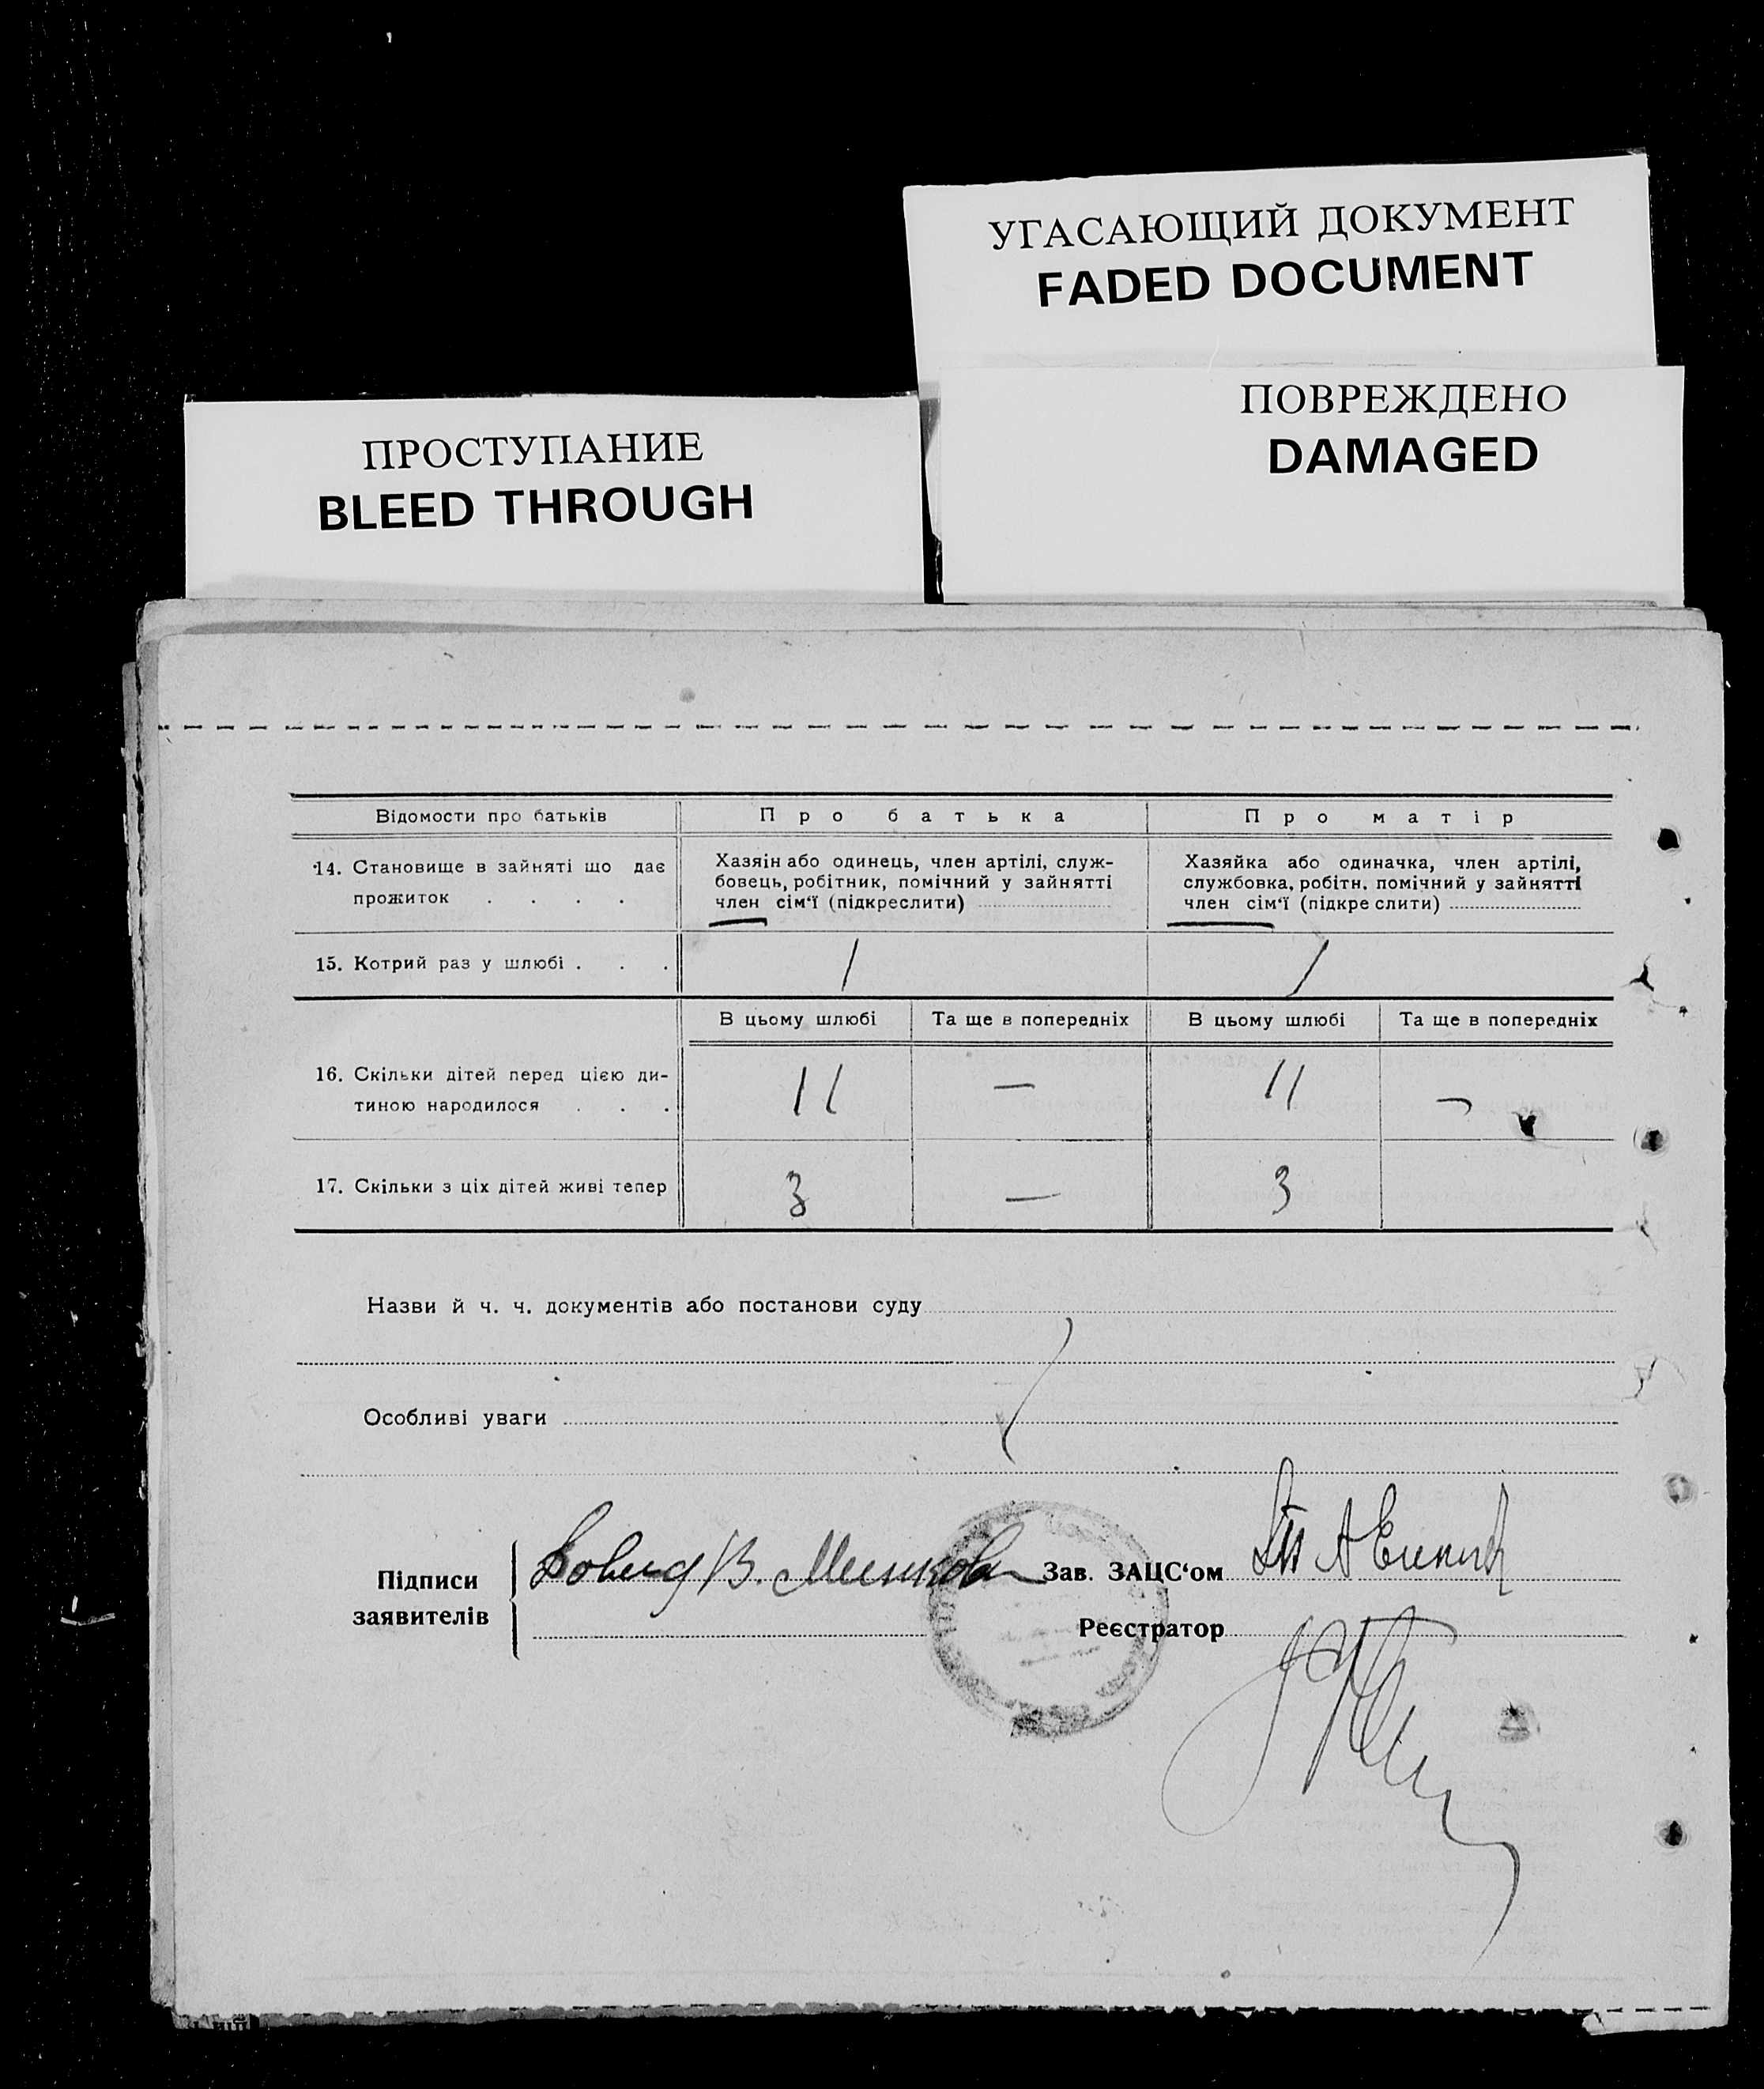 УГАСАЮЩИЙ ДОКУМЕНТ
FADED DOCUMENT
ПОВРЕЖДЕНО
DAMAGED
ПРОСТУПАНИЕ
BLEED THROUGH
Відомости про батьків
Про батька
Про матір
14. Становище в зайняті що дає
прожиток . . . .
Хазяін або одинець, член артілі, служ-
бовець, робітник, помічний у зайнятті
член сім‘ї (підкреслити)
Хазяйка або одиначка, член артілі,
службовка, робітн. помічний у зайнятті
член сім‘ї (підкреслити)
15. Котрий раз у шлюбі . . .
1
1
В цьому шлюбі
Та ще в попередніх
В цьому шлюбі
Та ще в попередніх
16. Скільки дітей перед цією ди-
тиною народилося . . .
11
—
11
—
17. Скільки з ціх дітей живі тепер
3
—
3
Назви й ч. ч. документів або постанови суду
Особливі уваги
Підписи
заявителів
Зав. ЗАЦС‘ом
Реєстратор